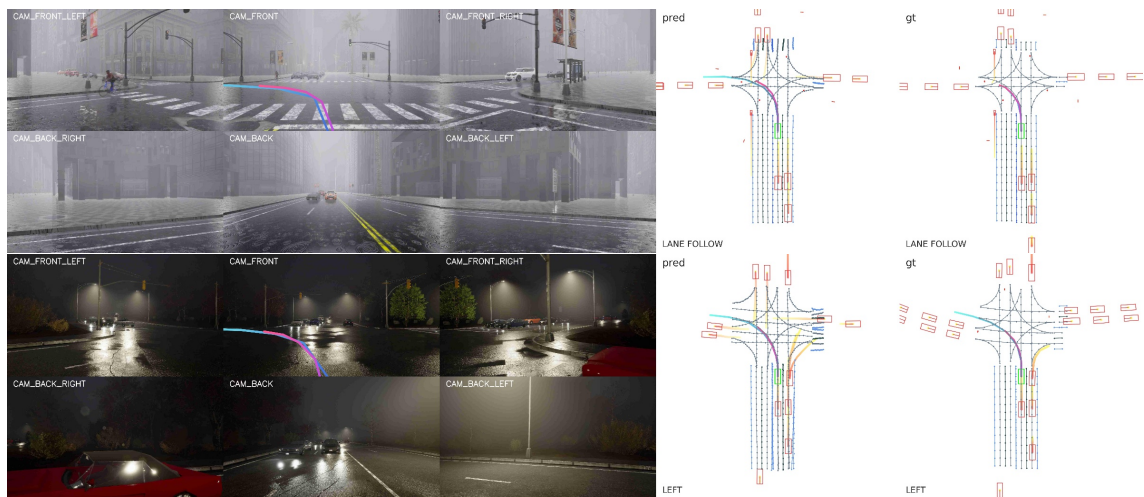 CAM_FRONT_LEFT
CAM_FRONT
CAM_FRONT_RIGHT
CAM_BACK_RIGHT
CAM_BACK
CAM_BACK_LEFT
pred
gt
LANE FOLLOW
LANE FOLLOW
CAM_FRONT_LEFT
CAM_FRONT
CAM_FRONT_RIGHT
CAM_BACK_RIGHT
CAM_BACK
CAM_BACK_LEFT
pred
gt
LEFT
LEFT